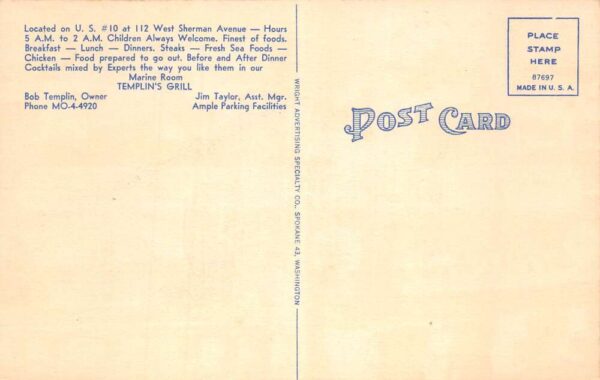 Located on U. S. #10 at 112 West Sherman Avenue — Hours
5 A.M. to 2 A.M. Children Always Welcome. Finest of foods.
Breakfast — Lunch — Dinners. Steaks — Fresh Sea Foods —
Chicken — Food prepared to go out. Before and After Dinner
Cocktails mixed by Experts the way you like them in our
Marine Room
TEMPLIN'S GRILL
Bob Templin, Owner
Jim Taylor, Asst. Mgr.
Phone MO-4-4920
Ample Parking Facilities
WRIGHT ADVERTISING SPECIALTY CO., SPOKANE 43, WASHINGTON
POST CARD
PLACE
STAMP
HERE
87697
MADE IN U. S. A.